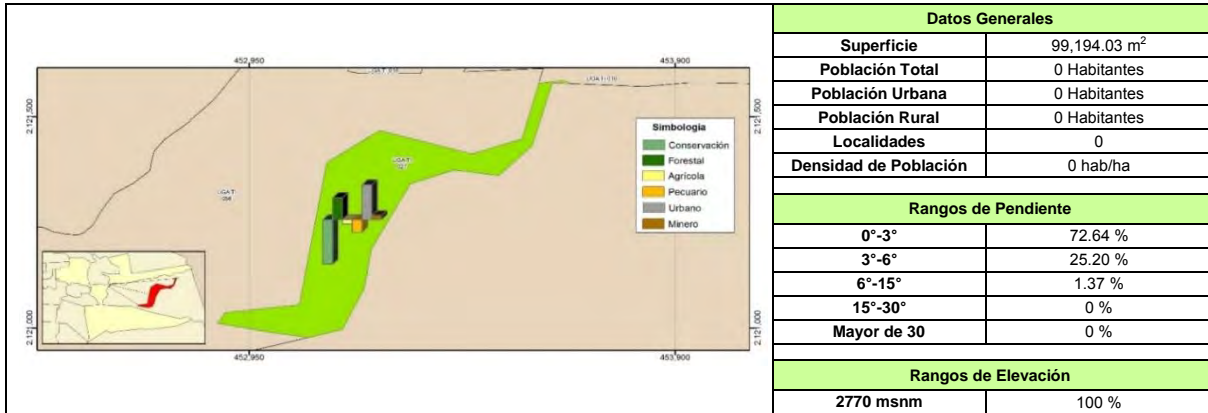 452,950
453,900
2,121,500
2,121,500
Simbología
Conservación
Forestal
Agrícola
Pecuario
Urbano
Minero
2,121,000
2,121,000
452,950
453,900
Datos Generales
Superficie 99,194.03 m²
Población Total 0 Habitantes
Población Urbana 0 Habitantes
Población Rural 0 Habitantes
Localidades 0
Densidad de Población 0 hab/ha
Rangos de Pendiente
0°-3° 72.64 %
3°-6° 25.20 %
6°-15° 1.37 %
15°-30° 0 %
Mayor de 30 0 %
Rangos de Elevación
2770 msnm 100 %